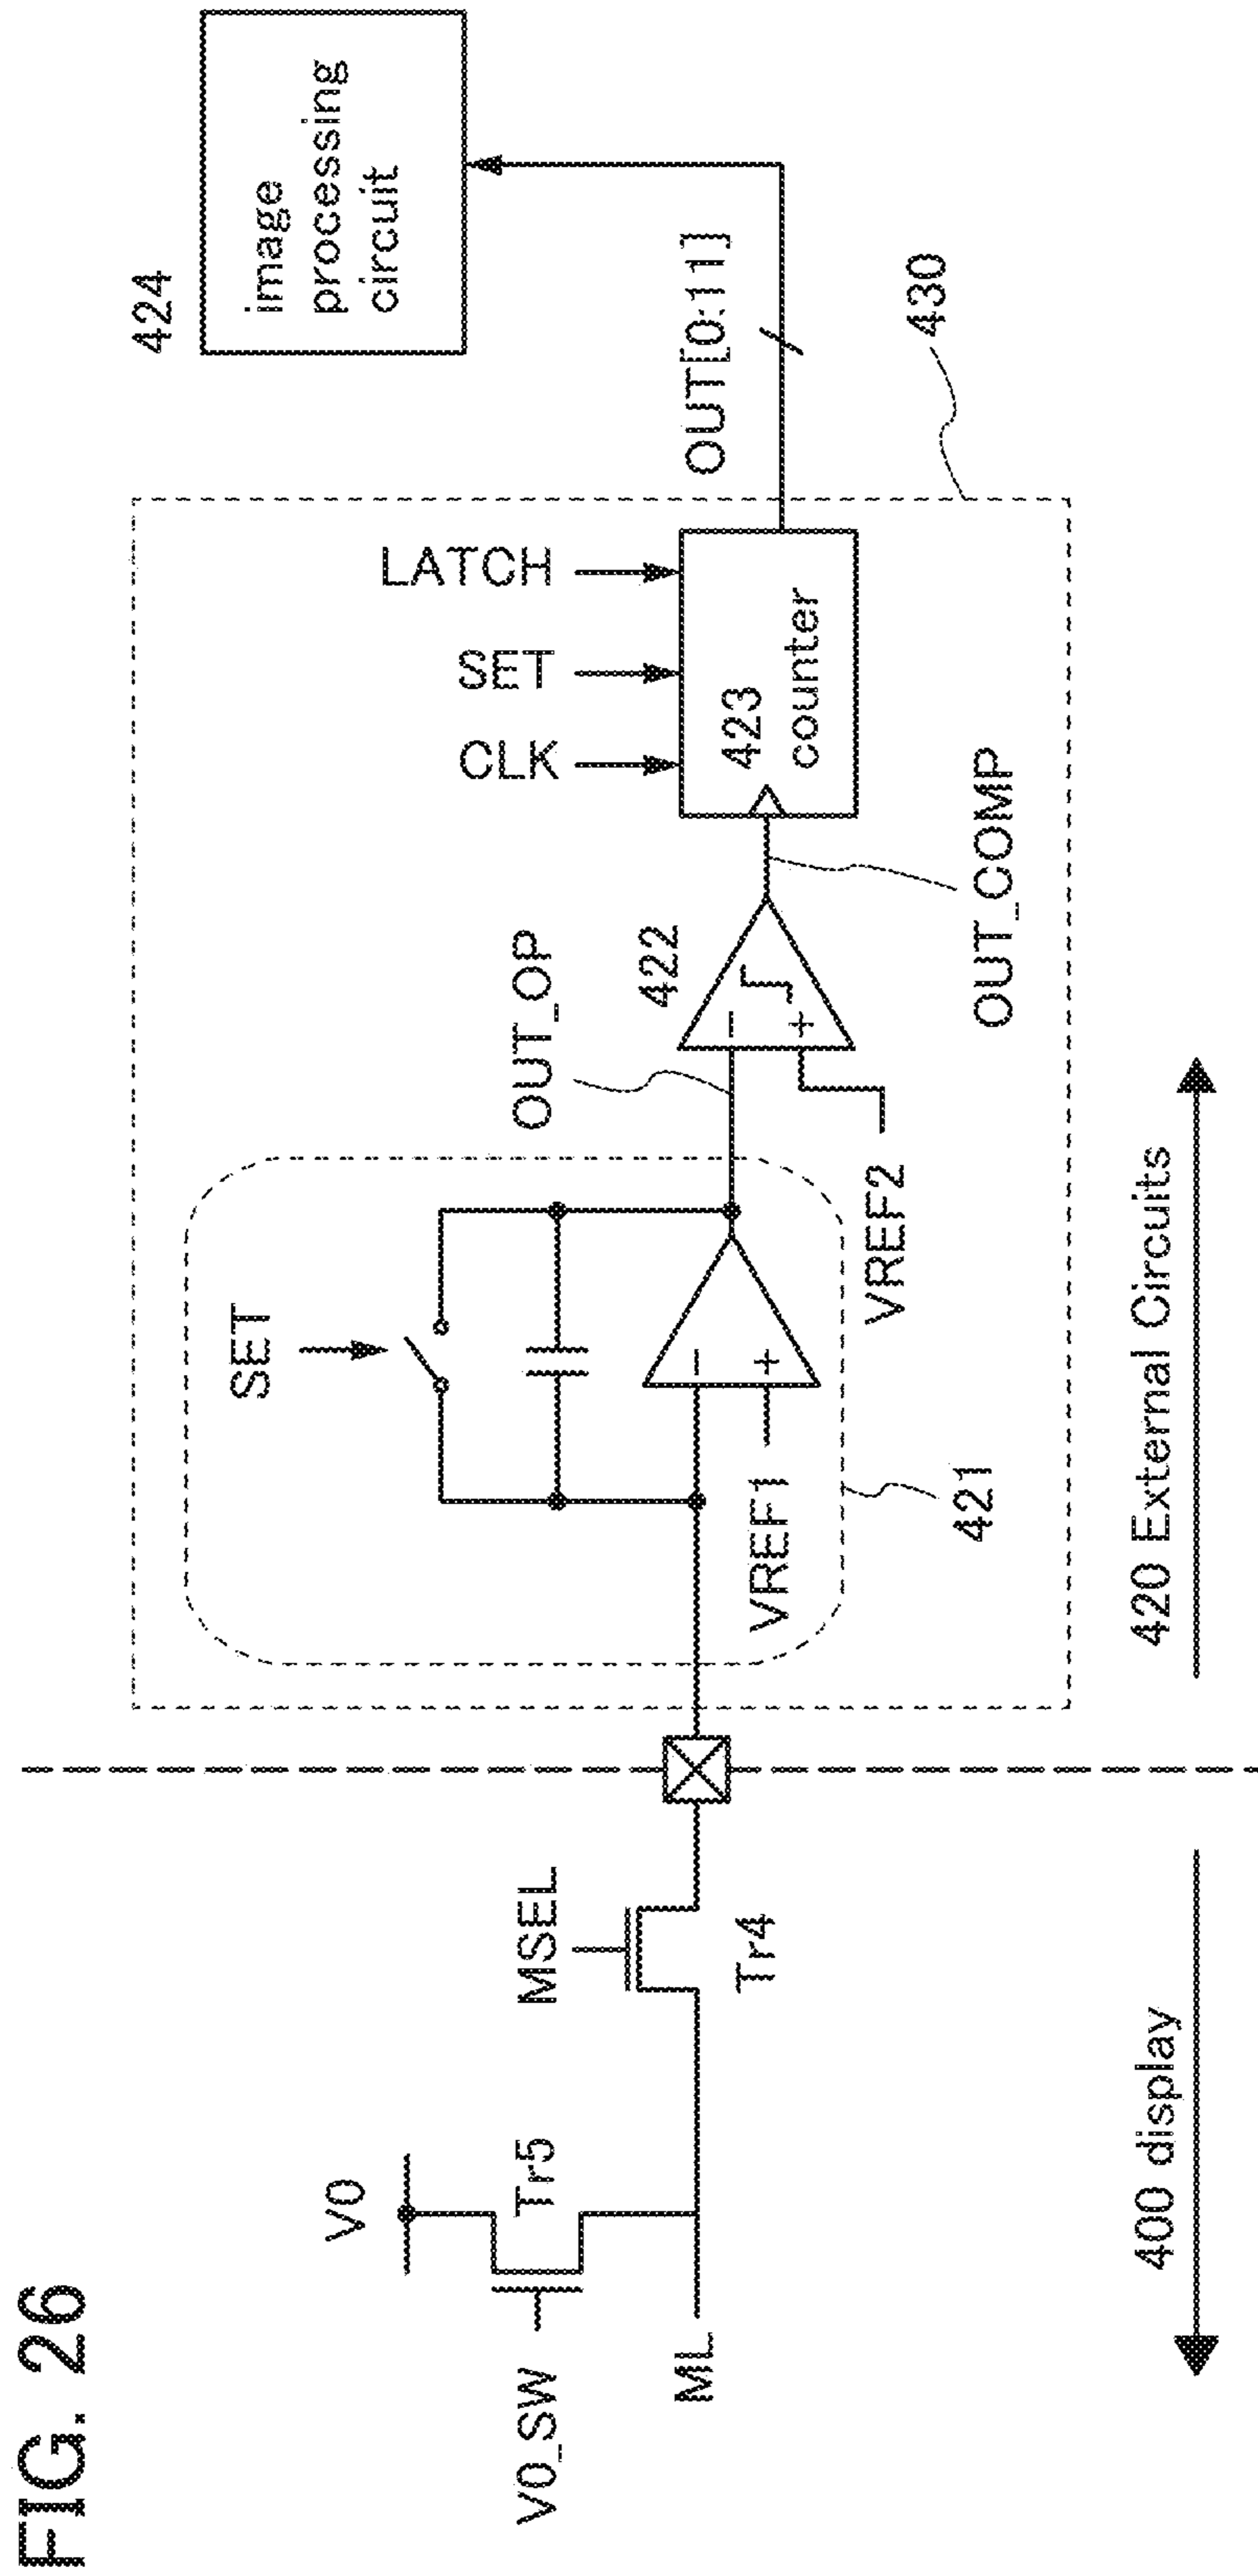 FIG. 26
424
image
processing
circuit
OUT[0:11]
430
LATCH
SET
CLK
423
counter
OUT_COMP
422
OUT_OP
VREF2
SET
VREF1
421
420 External Circuits
MSEL
Tr4
V0
Tr5
V0_SW
ML
400 display